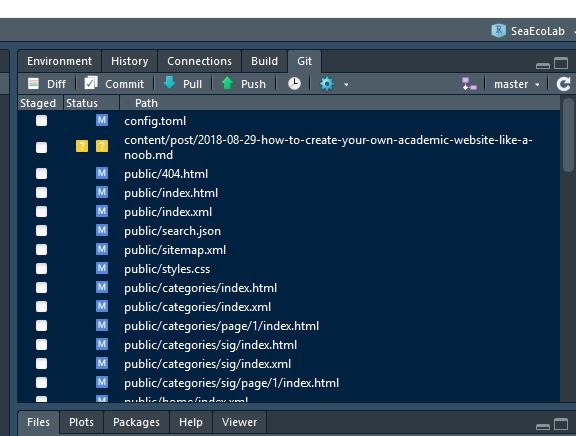 R SeaEcoLab
Environment History Connections Build Git
Diff Commit Pull Push master
Staged Status Path
M config.toml
? ? content/post/2018-08-29-how-to-create-your-own-academic-website-like-a-
noob.md
M public/404.html
M public/index.html
M public/index.xml
M public/search.json
M public/sitemap.xml
M public/styles.css
M public/categories/index.html
M public/categories/index.xml
M public/categories/page/1/index.html
M public/categories/sig/index.html
M public/categories/sig/index.xml
M public/categories/sig/page/1/index.html
M public/home/index.xml
Files Plots Packages Help Viewer